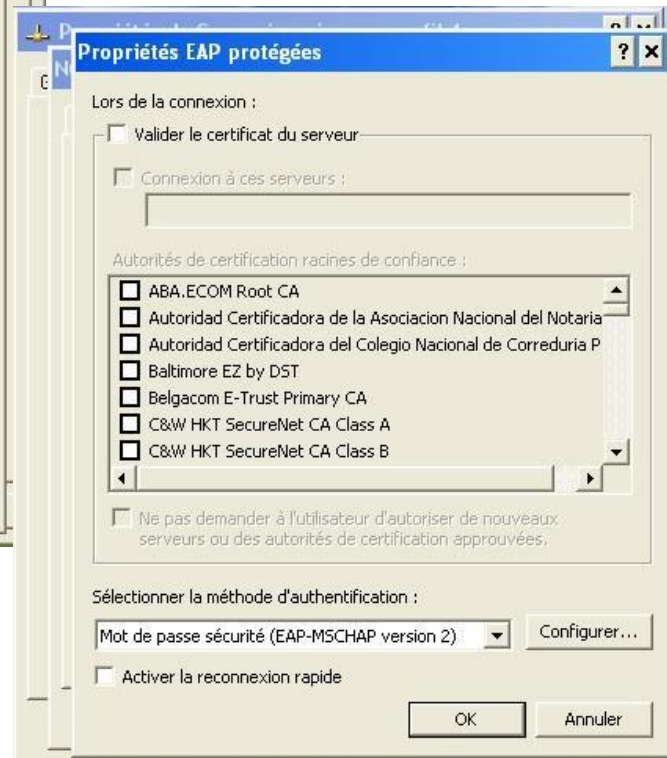 Propriétés EAP protégées
Lors de la connexion :
Valider le certificat du serveur
Connexion à ces serveurs :
Autorités de certification racines de confiance :
ABA.ECOM Root CA
Autoridad Certificadora de la Asociacion Nacional del Notaria
Autoridad Certificadora del Colegio Nacional de Correduria P
Baltimore EZ by DST
Belgacom E-Trust Primary CA
C&W HKT SecureNet CA Class A
C&W HKT SecureNet CA Class B
Ne pas demander à l'utilisateur d'autoriser de nouveaux
serveurs ou des autorités de certification approuvées.
Sélectionner la méthode d'authentification :
Mot de passe sécurité (EAP-MSCHAP version 2)
Configurer...
Activer la reconnexion rapide
OK
Annuler